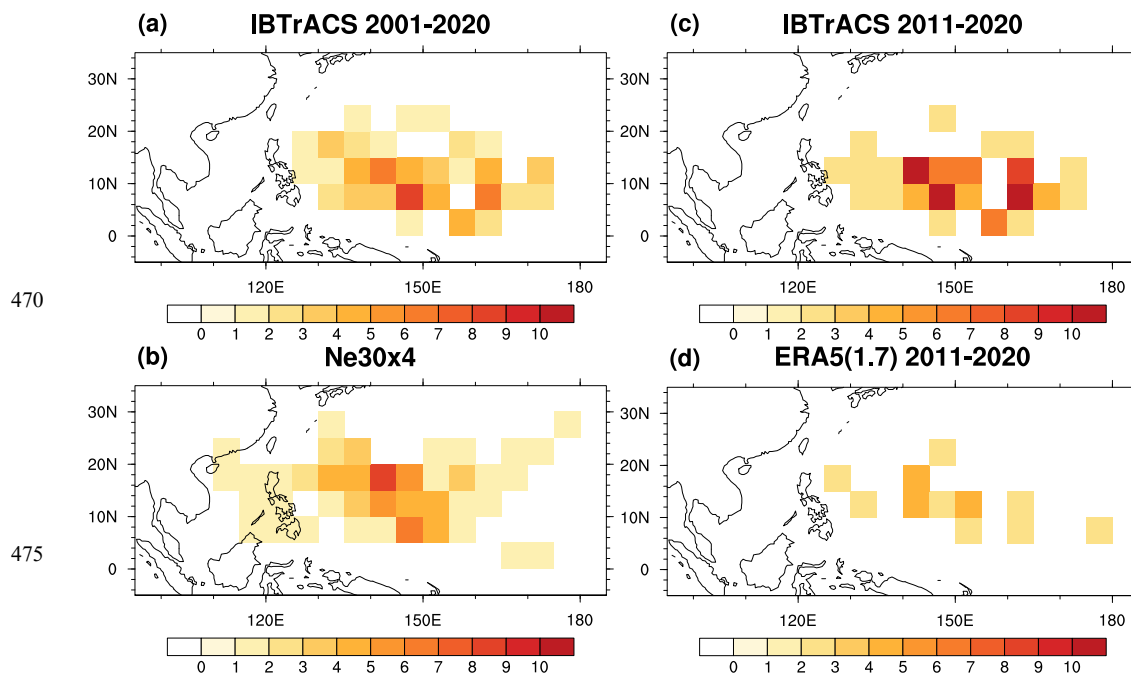 (a) IBTrACS 2001-2020
30N
20N
10N
0
120E 150E 180
0 1 2 3 4 5 6 7 8 9 10
(c) IBTrACS 2011-2020
30N
20N
10N
0
120E 150E 180
0 1 2 3 4 5 6 7 8 9 10
470
(b) Ne30x4
30N
20N
10N
0
120E 150E 180
0 1 2 3 4 5 6 7 8 9 10
(d) ERA5(1.7) 2011-2020
30N
20N
10N
0
120E 150E 180
0 1 2 3 4 5 6 7 8 9 10
475